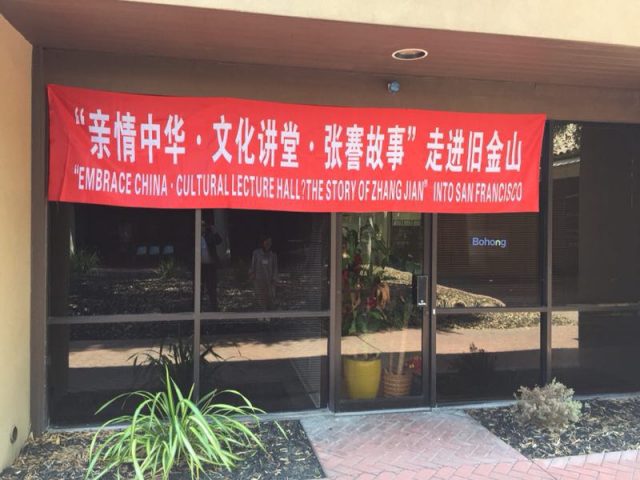 “亲情中华·文化讲堂·张謇故事”走进旧金山
"EMBRACE CHINA · CULTURAL LECTURE HALL?THE STORY OF ZHANG JIAN" INTO SAN FRANCISCO
Bohong